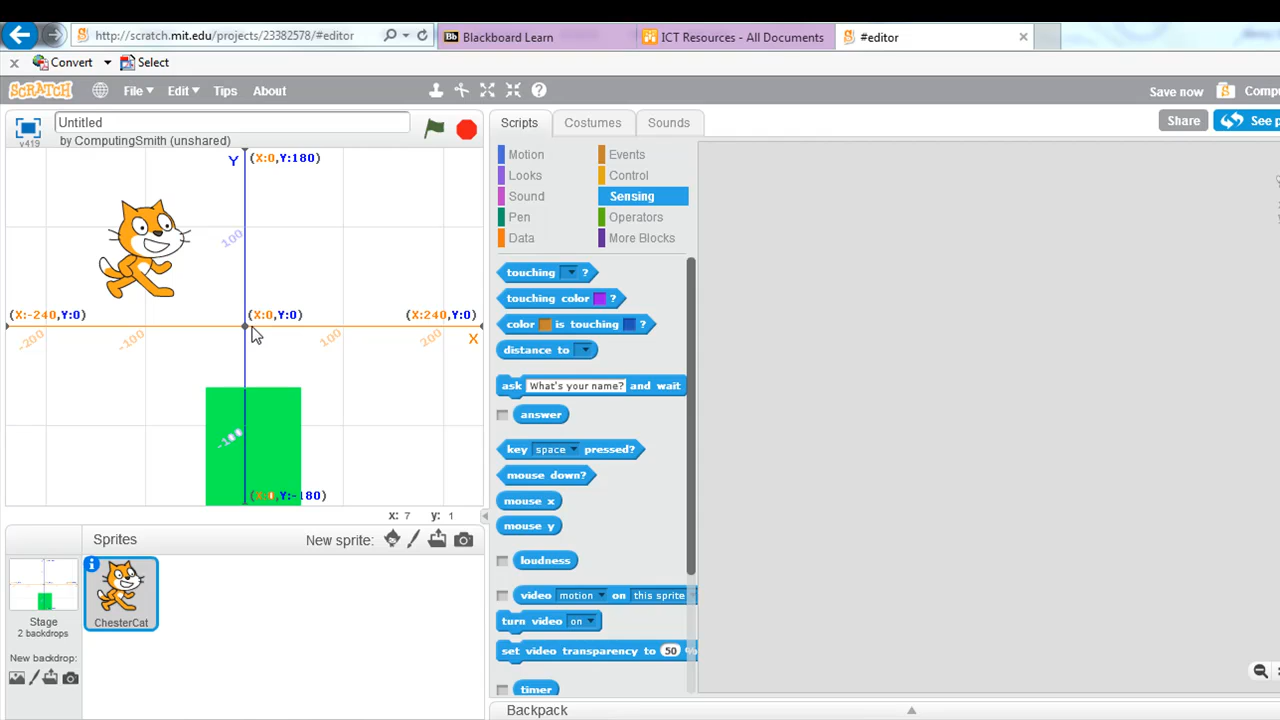 http://scratch.mit.edu/projects/23382578/#editor
Bb Blackboard Learn
ICT Resources - All Documents
#editor
Convert Select
SCRATCH File Edit Tips About
Save now
Untitled
by ComputingSmith (unshared)
v419
Share
Scripts Costumes Sounds
Motion Events
Looks Control
Sound Sensing
Pen Operators
Data More Blocks
Y (X:0,Y:180)
100
(X:-240,Y:0) (X:0,Y:0) (X:240,Y:0)
-200 -100 100 200 X
-100
(X:0,Y:-180)
x: 7 y: 1
touching ?
touching color ?
color is touching ?
distance to
ask What's your name? and wait
answer
key space pressed?
mouse down?
mouse x
mouse y
loudness
video motion on this sprite
turn video on
set video transparency to 50 %
timer
Sprites New sprite:
Stage
2 backdrops
New backdrop:
ChesterCat
Backpack